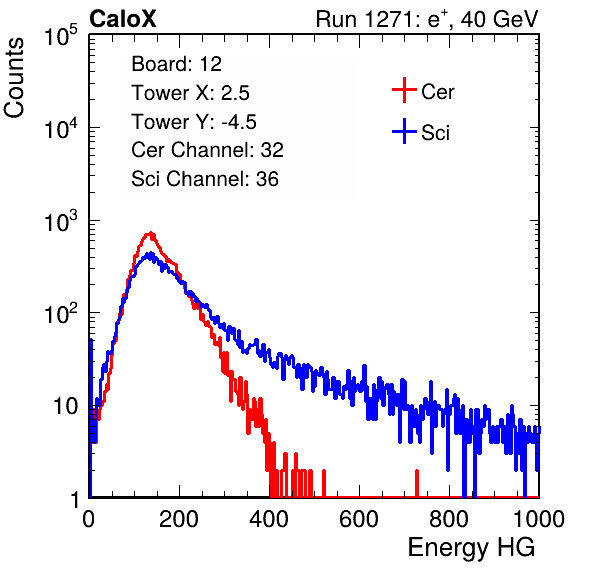 CaloX
Run 1271: e+, 40 GeV
Counts
Board: 12
Tower X: 2.5
Tower Y: -4.5
Cer Channel: 32
Sci Channel: 36
Cer
Sci
10^5
10^4
10^3
10^2
10
1
0 200 400 600 800 1000
Energy HG